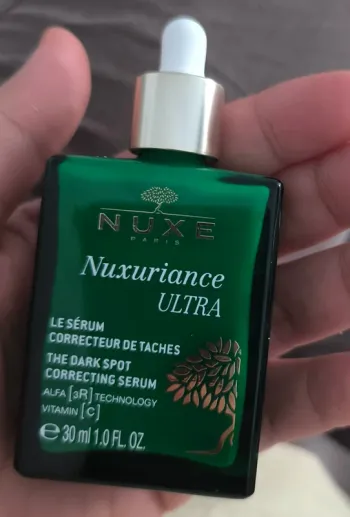 NUXE
PARIS
Nuxuriance
ULTRA
LE SÉRUM
CORRECTEUR DE TACHES
THE DARK SPOT
CORRECTING SERUM
ALFA [3R] TECHNOLOGY
VITAMIN [C]
℮ 30 ml 1.0 FL. OZ.